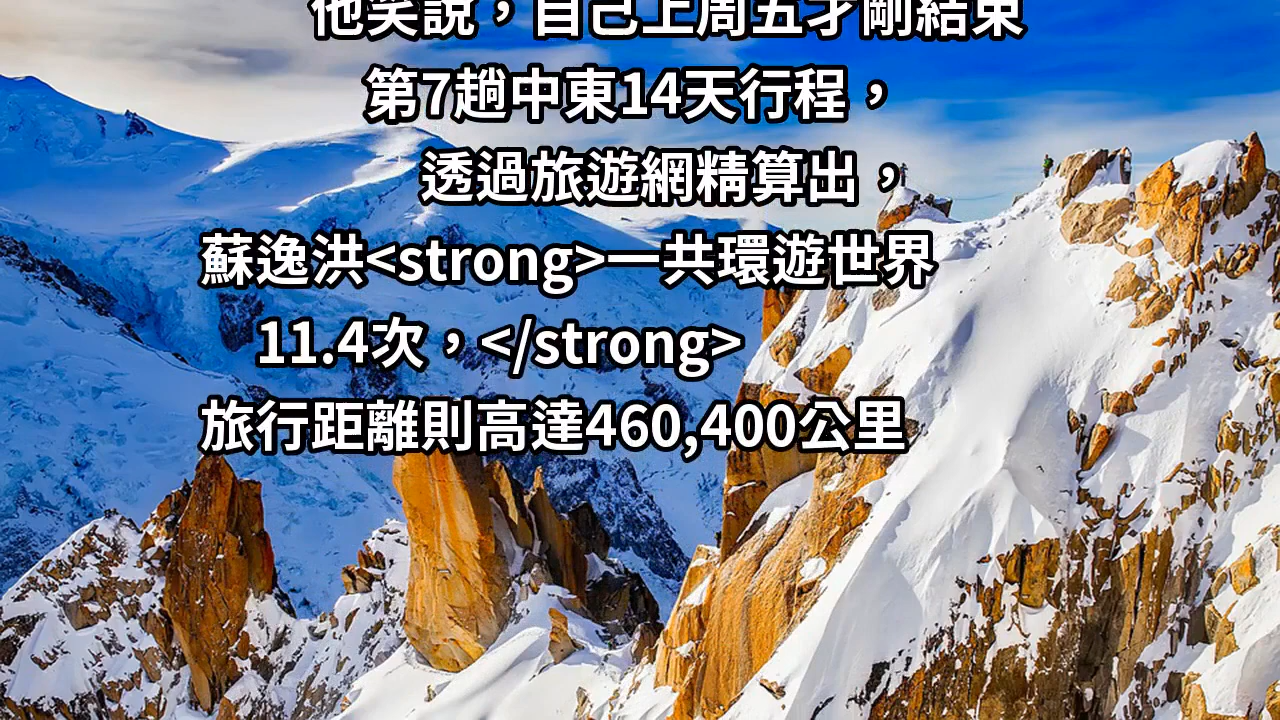 他笑說，自己上周五才剛結束
第7趟中東14天行程，
透過旅遊網精算出，
蘇逸洪<strong>一共環遊世界
11.4次，</strong>
旅行距離則高達460,400公里